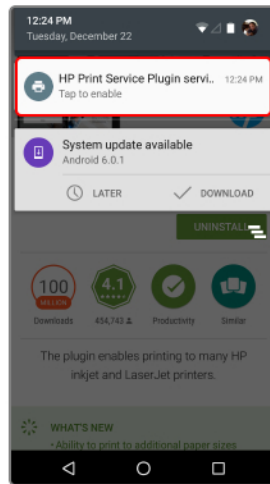 12:24 PM
Tuesday, December 22
HP Print Service Plugin servi.. 12:24 PM
Tap to enable
System update available
Android 6.0.1
LATER DOWNLOAD
UNINSTALL
100 4.1
MILLION
Downloads 454,743 Productivity Similar
The plugin enables printing to many HP
inkjet and LaserJet printers.
WHAT'S NEW
• Ability to print to additional paper sizes